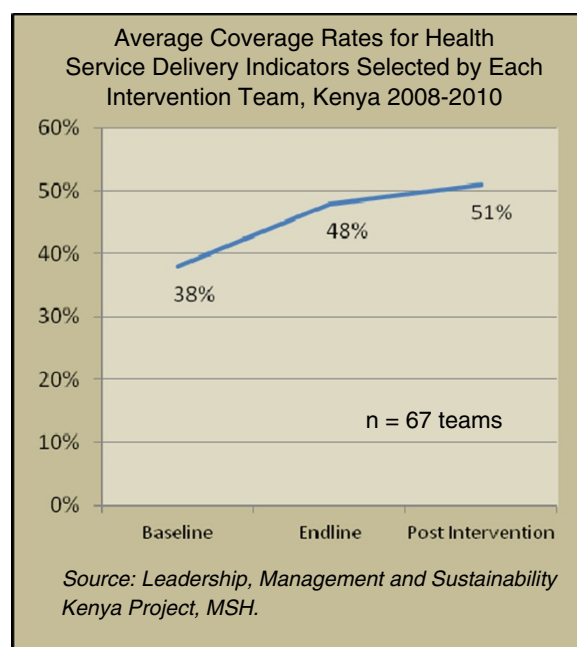 Average Coverage Rates for Health
Service Delivery Indicators Selected by Each
Intervention Team, Kenya 2008-2010
60%
50%
40%
30%
20%
10%
0%
38%
48%
51%
n = 67 teams
Baseline
Endline
Post Intervention
Source: Leadership, Management and Sustainability
Kenya Project, MSH.